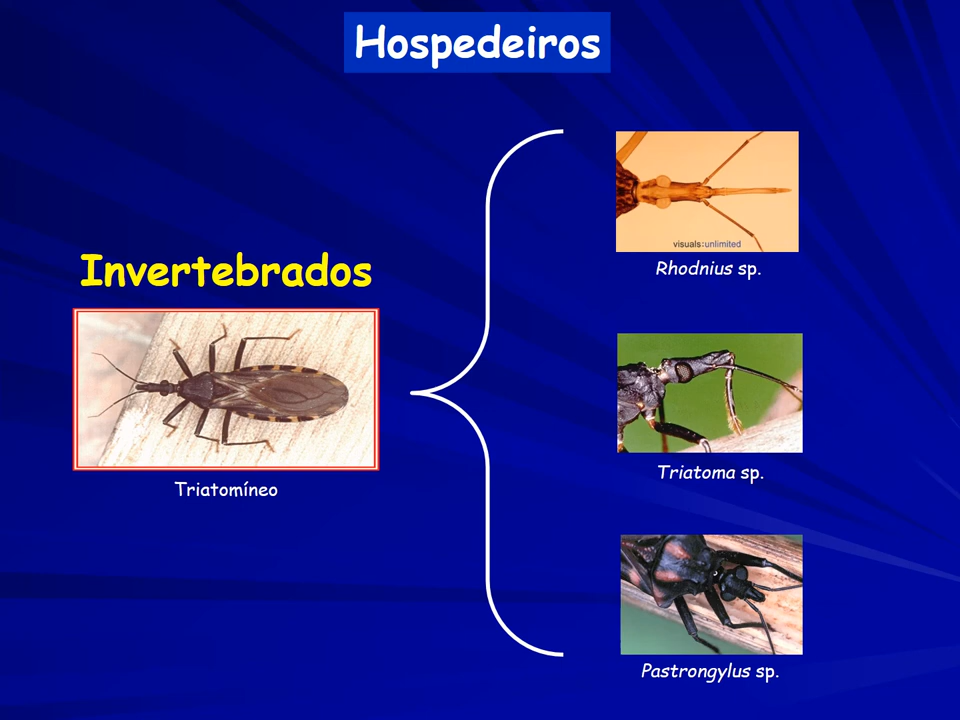 Hospedeiros
Invertebrados
Triatomíneo
visuals:unlimited
Rhodnius sp.
Triatoma sp.
Pastrongylus sp.